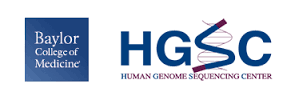 Baylor
College of
Medicine®
HGSC
HUMAN GENOME SEQUENCING CENTER